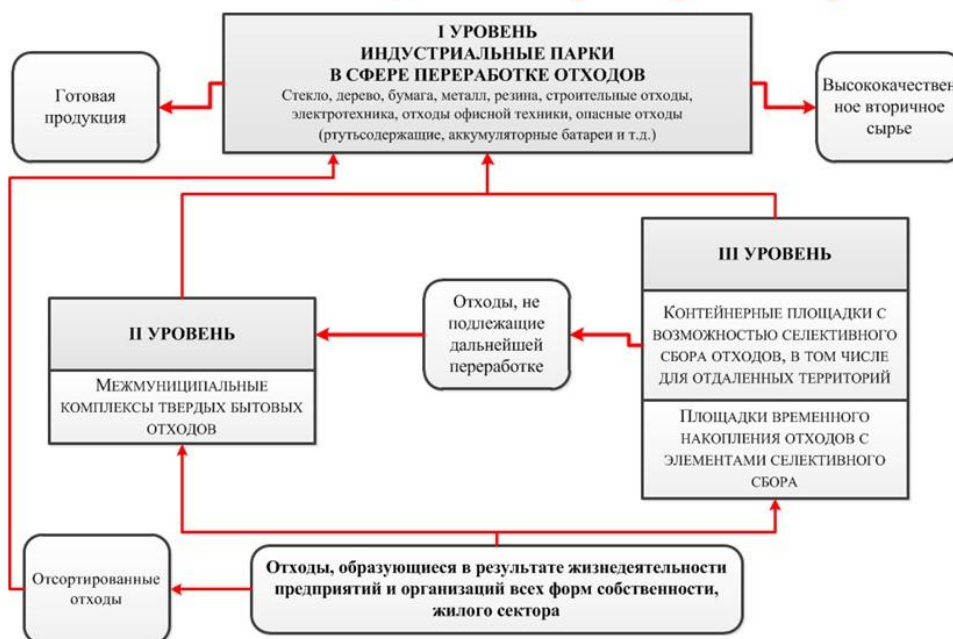 I УРОВЕНЬ
ИНДУСТРИАЛЬНЫЕ ПАРКИ
В СФЕРЕ ПЕРЕРАБОТКЕ ОТХОДОВ
Стекло, дерево, бумага, металл, резина, строительные отходы,
электротехника, отходы офисной техники, опасные отходы
(ртутьсодержащие, аккумуляторные батареи и т.д.)
Готовая
продукция
Высококачествен
ное вторичное
сырье
III УРОВЕНЬ
КОНТЕЙНЕРНЫЕ ПЛОЩАДКИ С
ВОЗМОЖНОСТЬЮ СЕЛЕКТИВНОГО
СБОРА ОТХОДОВ, В ТОМ ЧИСЛЕ
ДЛЯ ОТДАЛЕННЫХ ТЕРРИТОРИЙ
ПЛОЩАДКИ ВРЕМЕННОГО
НАКОПЛЕНИЯ ОТХОДОВ С
ЭЛЕМЕНТАМИ СЕЛЕКТИВНОГО
СБОРА
Отходы, не
подлежащие
дальнейшей
переработке
II УРОВЕНЬ
МЕЖМУНИЦИПАЛЬНЫЕ
КОМПЛЕКСЫ ТВЕРДЫХ БЫТОВЫХ
ОТХОДОВ
Отсортированные
отходы
Отходы, образующиеся в результате жизнедеятельности
предприятий и организаций всех форм собственности,
жилого сектора